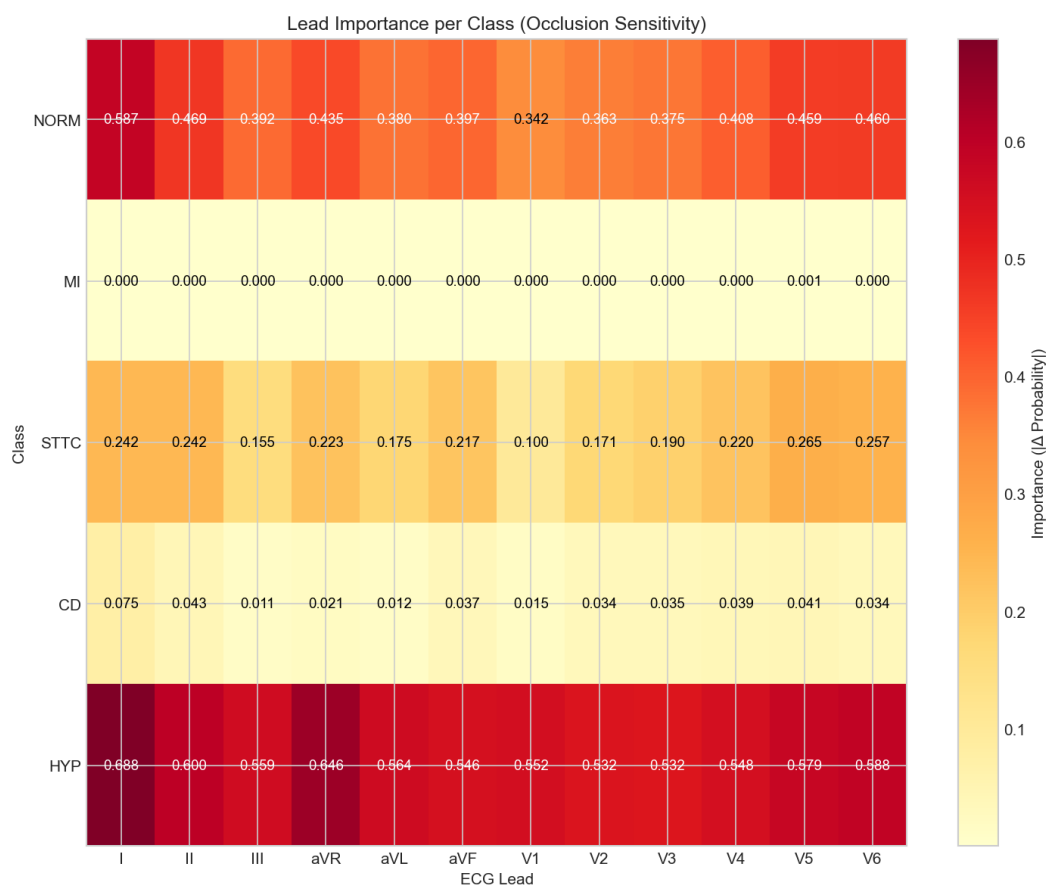 Lead Importance per Class (Occlusion Sensitivity)
NORM 0.587 0.469 0.392 0.435 0.380 0.397 0.342 0.363 0.375 0.408 0.459 0.460
MI 0.000 0.000 0.000 0.000 0.000 0.000 0.000 0.000 0.000 0.000 0.001 0.000
STTC 0.242 0.242 0.155 0.223 0.175 0.217 0.100 0.171 0.190 0.220 0.265 0.257
CD 0.075 0.043 0.011 0.021 0.012 0.037 0.015 0.034 0.035 0.039 0.041 0.034
HYP 0.688 0.600 0.559 0.646 0.564 0.546 0.552 0.532 0.532 0.548 0.579 0.588
I II III aVR aVL aVF V1 V2 V3 V4 V5 V6
ECG Lead
Class
0.6
0.5
0.4
0.3
0.2
0.1
Importance (|Δ Probability|)